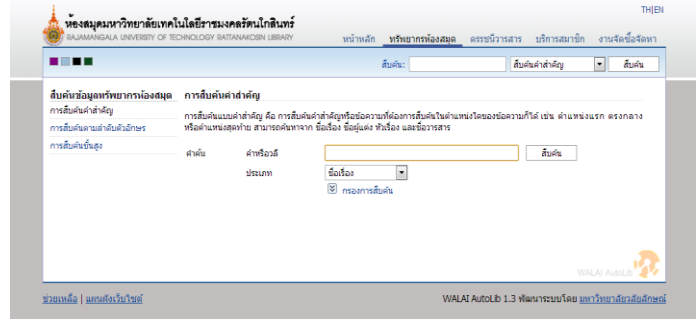 TH|EN
ห้องสมุดมหาวิทยาลัยเทคโนโลยีราชมงคลรัตนโกสินทร์
RAJAMANGALA UNIVERSITY OF TECHNOLOGY RATTANAKOSIN LIBRARY
หน้าหลัก ทรัพยากรห้องสมุด ดรรชนีวารสาร บริการสมาชิก งานจัดซื้อจัดหา
สืบค้น: สืบค้นคำสำคัญ สืบค้น
สืบค้นข้อมูลทรัพยากรห้องสมุด การสืบค้นคำสำคัญ
การสืบค้นคำสำคัญ
การสืบค้นตามลำดับตัวอักษร
การสืบค้นขั้นสูง
การสืบค้นแบบคำสำคัญ คือ การสืบค้นคำสำคัญหรือข้อความที่ต้องการสืบค้นในตำแหน่งใดของข้อความก็ได้ เช่น ตำแหน่งแรก ตรงกลาง
หรือตำแหน่งสุดท้าย สามารถค้นหาจาก ชื่อเรื่อง ชื่อผู้แต่ง หัวเรื่อง และชื่อวารสาร
คำค้น คำหรือวลี สืบค้น
ประเภท ชื่อเรื่อง
กรองการสืบค้น
WALAI AutoLib
ช่วยเหลือ | แผนผังเว็บไซต์ WALAI AutoLib 1.3 พัฒนาระบบโดย มหาวิทยาลัยวลัยลักษณ์